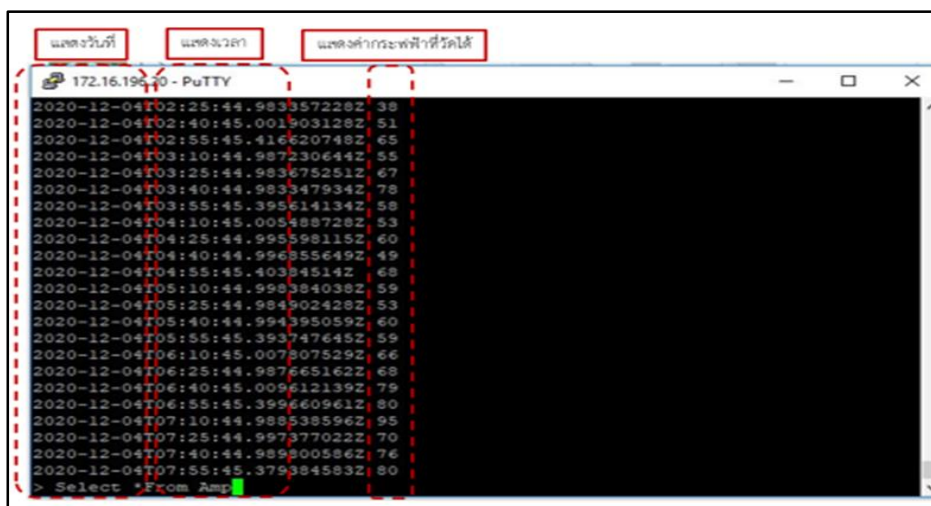 แสดงวันที่
แสดงเวลา
แสดงค่ากระแสไฟฟ้าที่วัดได้
172.16.196.20 - PuTTY
2020-12-04T02:25:44.983357228Z 38
2020-12-04T02:40:45.001903128Z 51
2020-12-04T02:55:45.416620748Z 65
2020-12-04T03:10:44.987230644Z 55
2020-12-04T03:25:44.983675251Z 67
2020-12-04T03:40:44.983347934Z 78
2020-12-04T03:55:45.395614134Z 58
2020-12-04T04:10:45.005488728Z 53
2020-12-04T04:25:44.995598115Z 60
2020-12-04T04:40:44.996855649Z 49
2020-12-04T04:55:45.40384514Z 68
2020-12-04T05:10:44.998384038Z 59
2020-12-04T05:25:44.984902428Z 53
2020-12-04T05:40:44.994395059Z 60
2020-12-04T05:55:45.393747645Z 59
2020-12-04T06:10:45.007807529Z 66
2020-12-04T06:25:44.987665162Z 68
2020-12-04T06:40:45.009612139Z 79
2020-12-04T06:55:45.399660961Z 80
2020-12-04T07:10:44.988538596Z 95
2020-12-04T07:25:44.997377022Z 70
2020-12-04T07:40:44.989800586Z 76
2020-12-04T07:55:45.379384583Z 80
> Select *From Amp